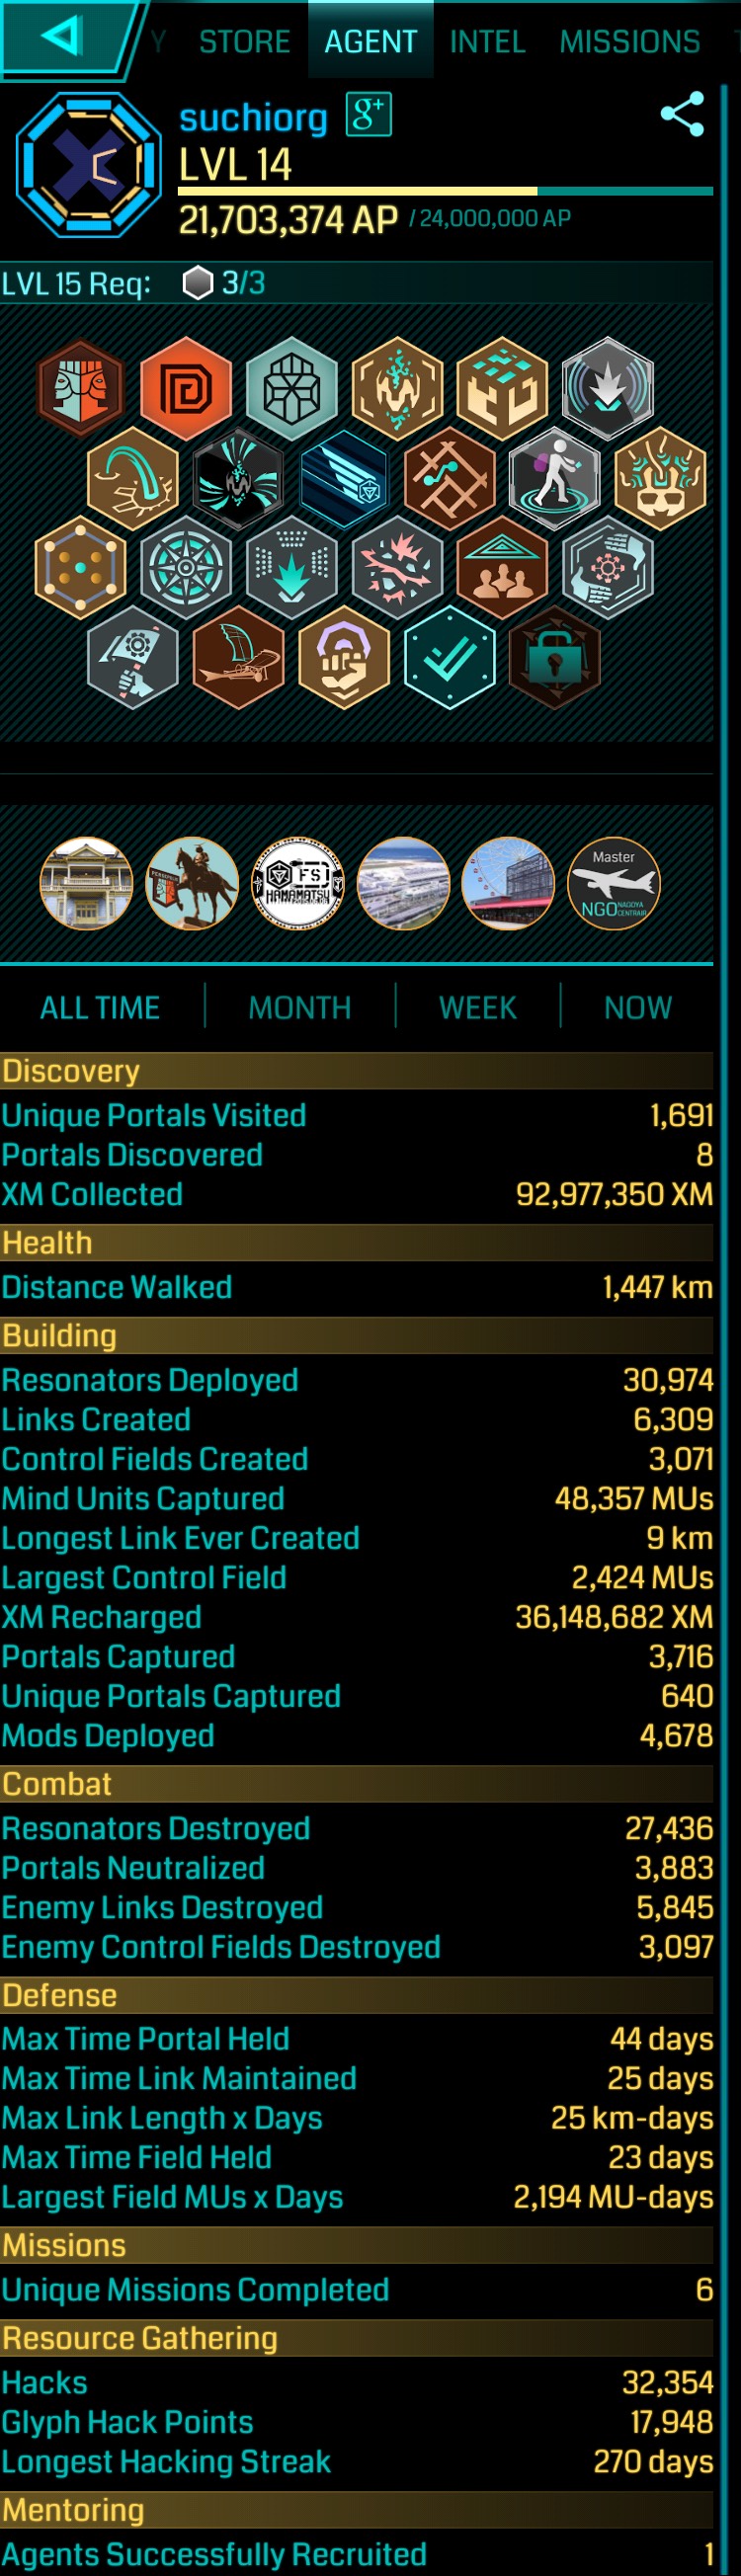 STORE AGENT INTEL MISSIONS
suchiorg g+
LVL 14
21,703,374 AP / 24,000,000 AP
LVL 15 Req: 3/3
PERSEPOLIS FS Master
HAMAMATSU NGO NAGOYA CENTRAIR
ALL TIME MONTH WEEK NOW
Discovery
Unique Portals Visited 1,691
Portals Discovered 8
XM Collected 92,977,350 XM
Health
Distance Walked 1,447 km
Building
Resonators Deployed 30,974
Links Created 6,309
Control Fields Created 3,071
Mind Units Captured 48,357 MUs
Longest Link Ever Created 9 km
Largest Control Field 2,424 MUs
XM Recharged 36,148,682 XM
Portals Captured 3,716
Unique Portals Captured 640
Mods Deployed 4,678
Combat
Resonators Destroyed 27,436
Portals Neutralized 3,883
Enemy Links Destroyed 5,845
Enemy Control Fields Destroyed 3,097
Defense
Max Time Portal Held 44 days
Max Time Link Maintained 25 days
Max Link Length x Days 25 km-days
Max Time Field Held 23 days
Largest Field MUs x Days 2,194 MU-days
Missions
Unique Missions Completed 6
Resource Gathering
Hacks 32,354
Glyph Hack Points 17,948
Longest Hacking Streak 270 days
Mentoring
Agents Successfully Recruited 1